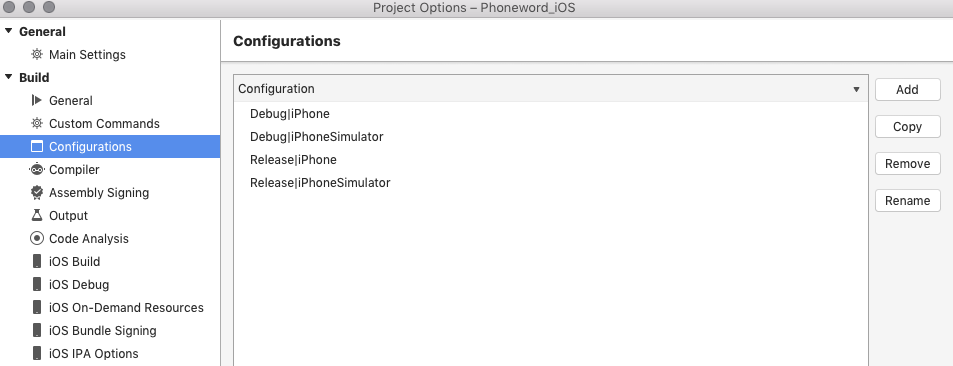 Project Options – Phoneword_iOS
General
Main Settings
Build
General
Custom Commands
Configurations
Compiler
Assembly Signing
Output
Code Analysis
iOS Build
iOS Debug
iOS On-Demand Resources
iOS Bundle Signing
iOS IPA Options
Configurations
Configuration
Debug|iPhone
Debug|iPhoneSimulator
Release|iPhone
Release|iPhoneSimulator
Add
Copy
Remove
Rename